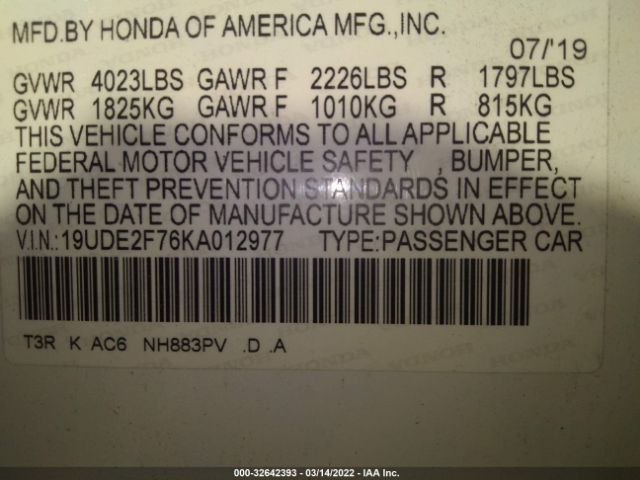 MFD.BY HONDA OF AMERICA MFG.,INC.
07/'19
GVWR 4023LBS GAWR F 2226LBS R 1797LBS
GVWR 1825KG GAWR F 1010KG R 815KG
THIS VEHICLE CONFORMS TO ALL APPLICABLE
FEDERAL MOTOR VEHICLE SAFETY , BUMPER,
AND THEFT PREVENTION STANDARDS IN EFFECT
ON THE DATE OF MANUFACTURE SHOWN ABOVE.
V.I.N.:19UDE2F76KA012977 TYPE:PASSENGER CAR
T3R K AC6 NH883PV .D .A
000-32642393 - 03/14/2022 - IAA Inc.